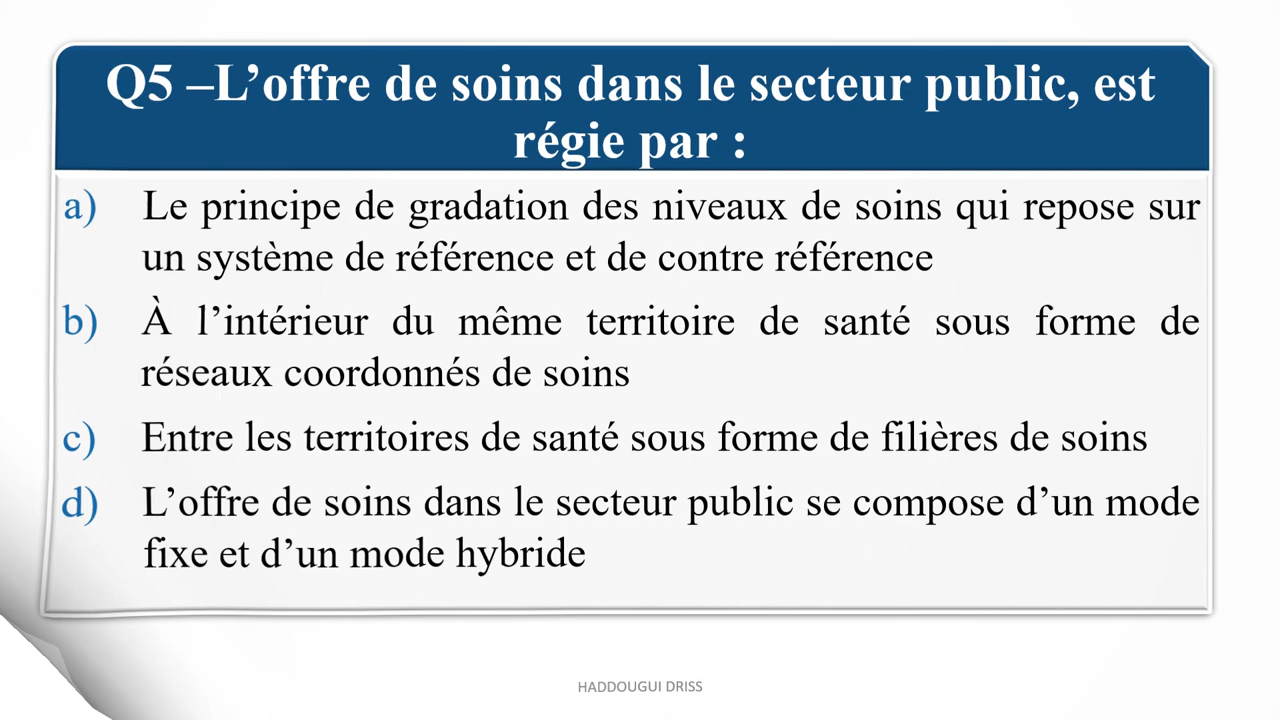 Q5 –L’offre de soins dans le secteur public, est
régie par :
a) Le principe de gradation des niveaux de soins qui repose sur
un système de référence et de contre référence
b) À l’intérieur du même territoire de santé sous forme de
réseaux coordonnés de soins
c) Entre les territoires de santé sous forme de filières de soins
d) L’offre de soins dans le secteur public se compose d’un mode
fixe et d’un mode hybride
HADDOUGUI DRISS